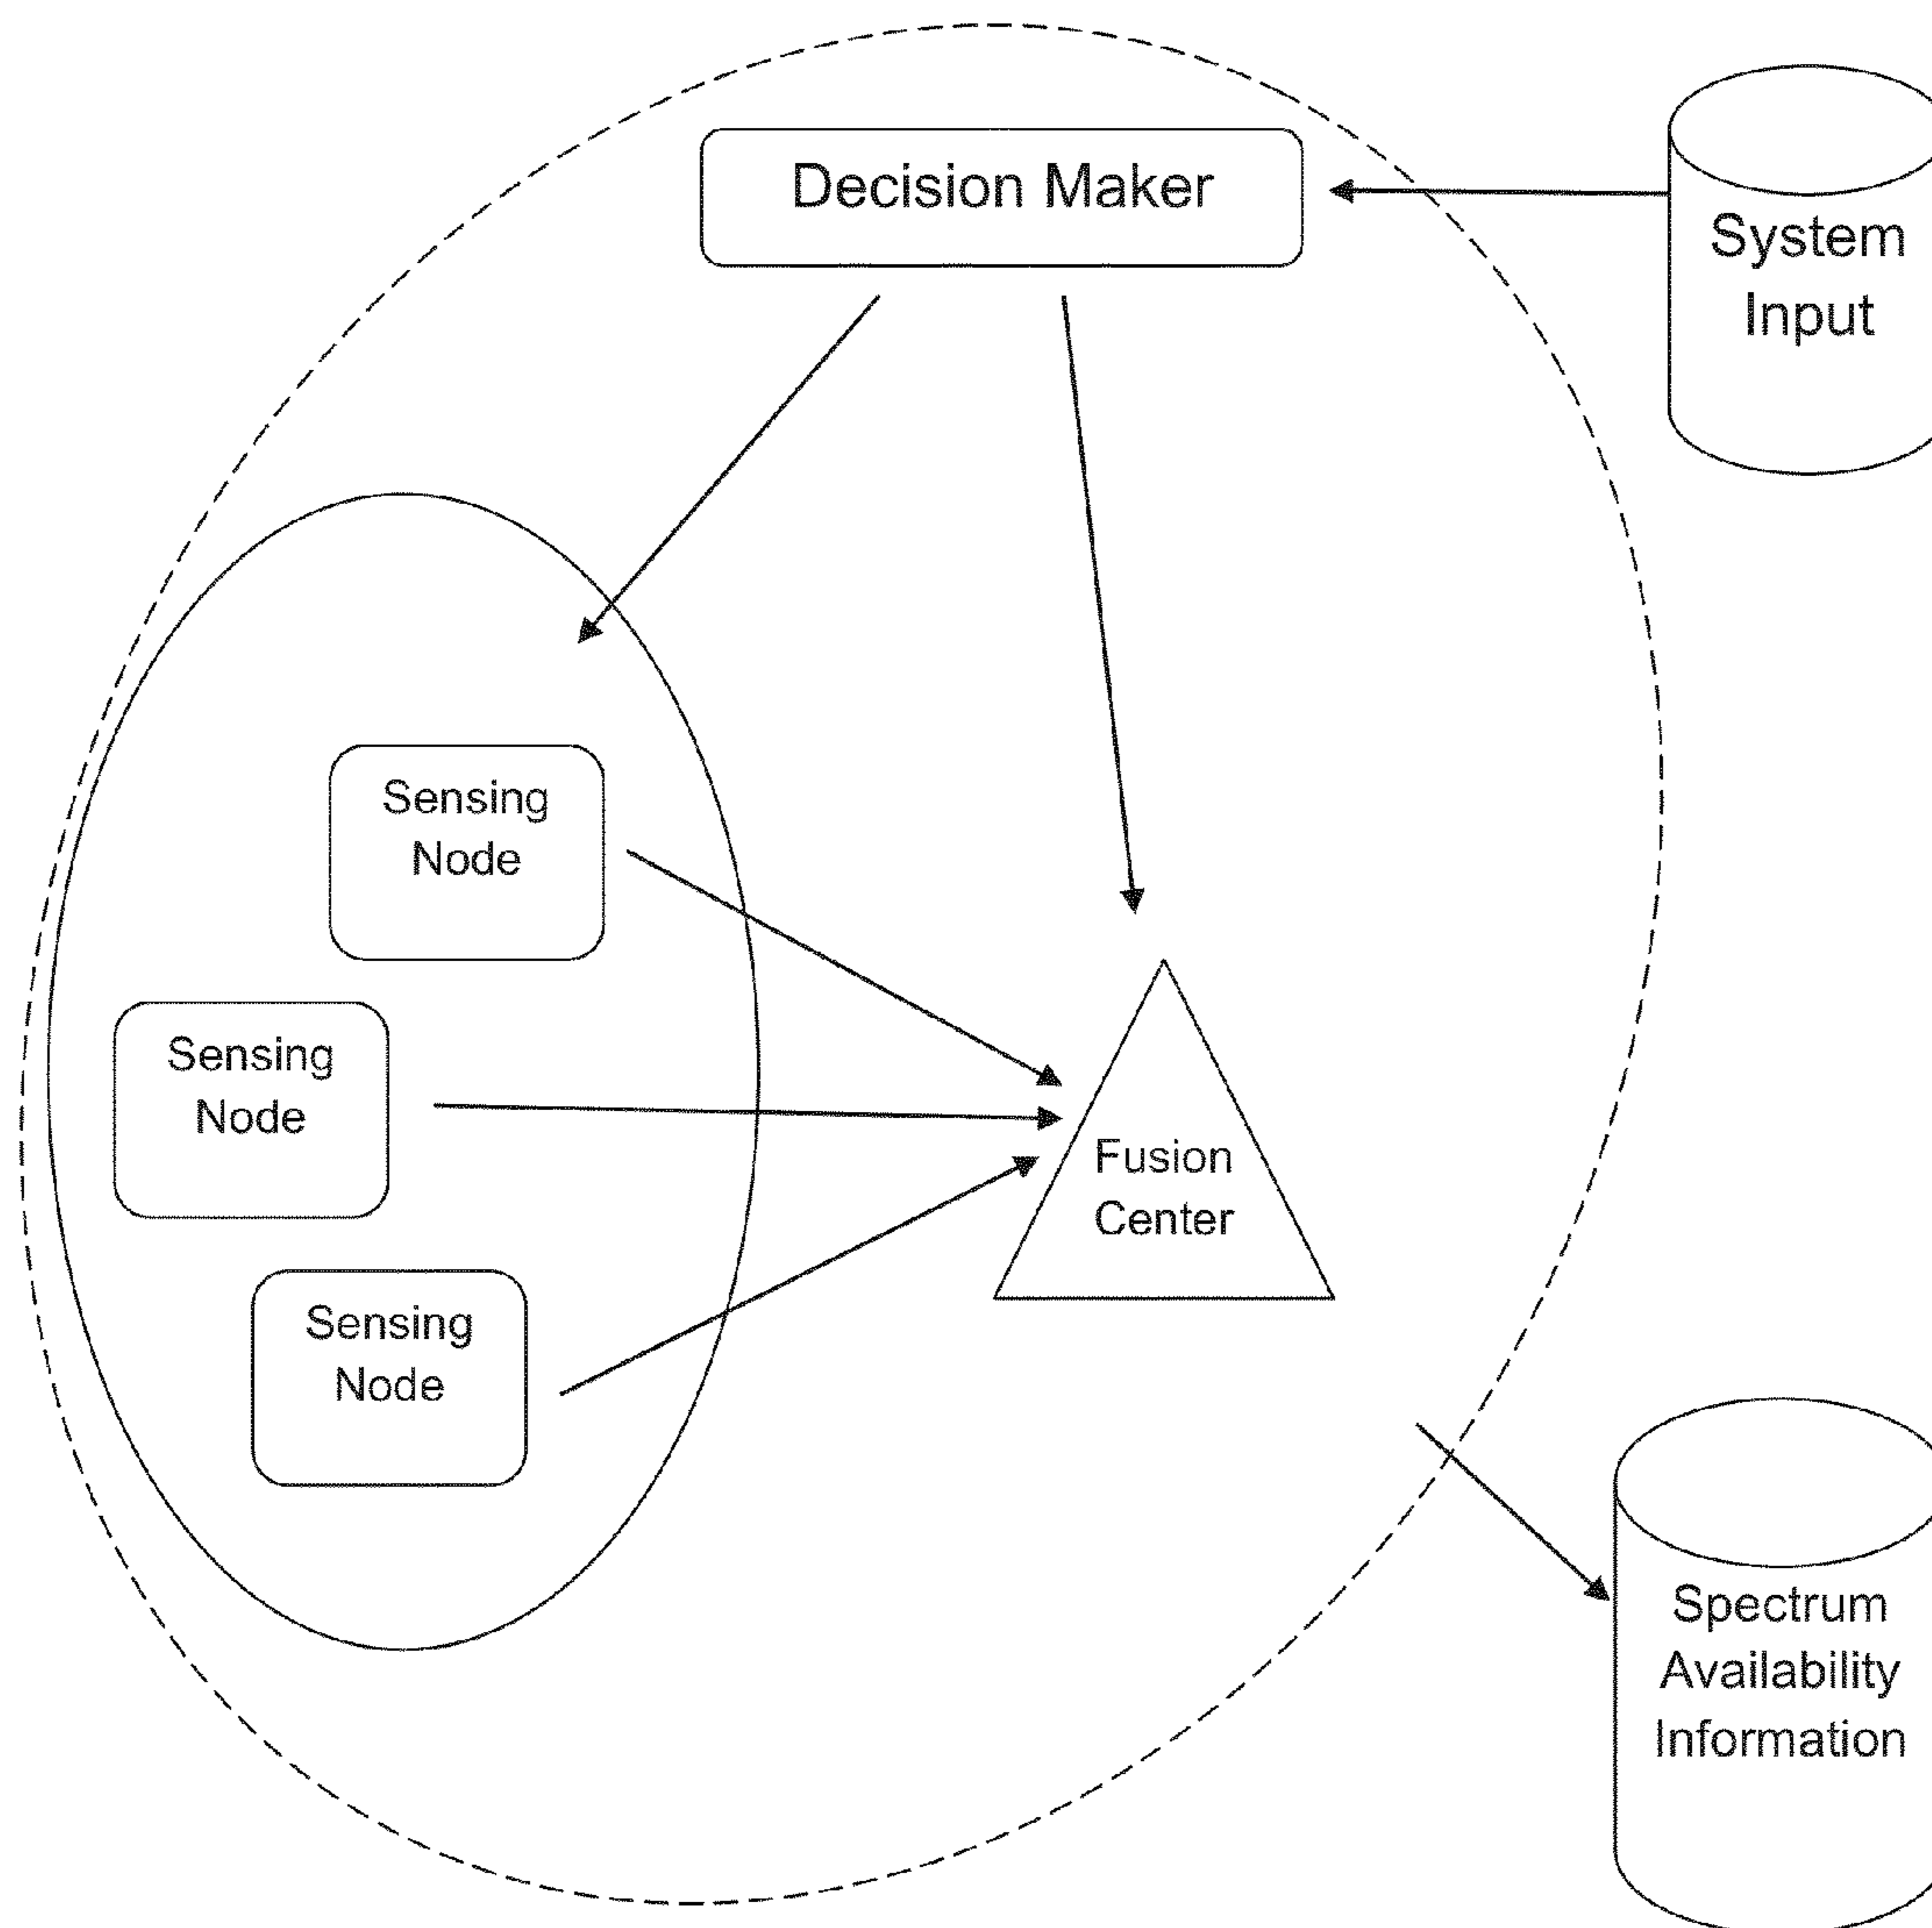 Decision Maker
System
Input
Sensing
Node
Sensing
Node
Sensing
Node
Fusion
Center
Spectrum
Availability
Information